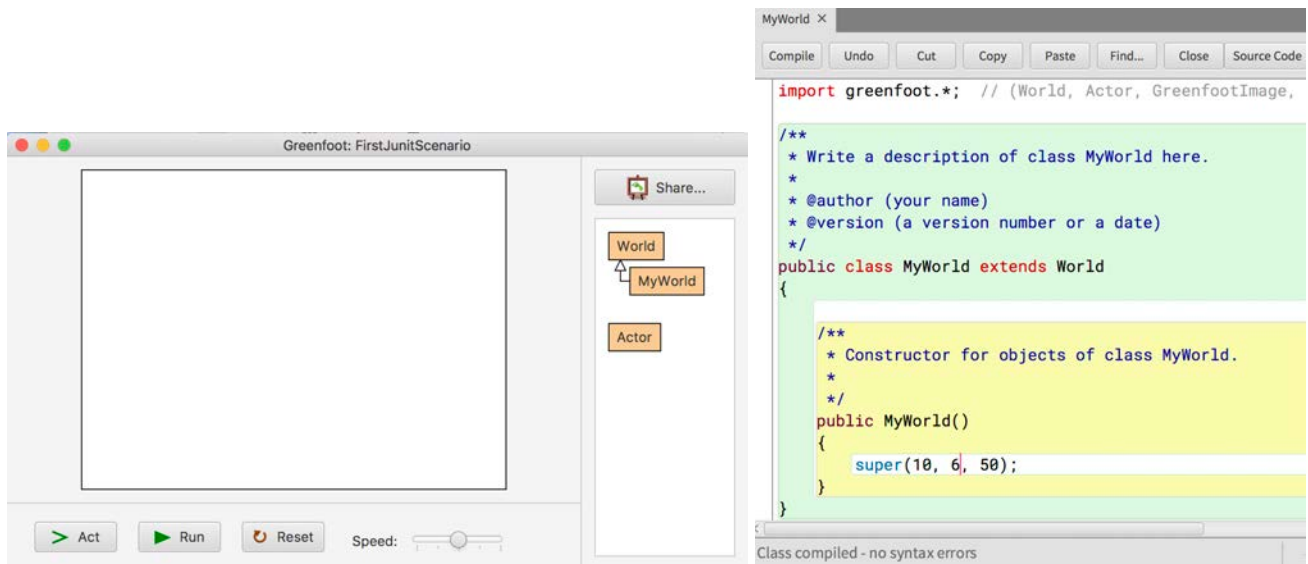 Greenfoot: FirstJunitScenario
Share...
World
MyWorld
Actor
Act Run Reset Speed:
MyWorld ×
Compile Undo Cut Copy Paste Find... Close Source Code
import greenfoot.*;  // (World, Actor, GreenfootImage,
/**
 * Write a description of class MyWorld here.
 *
 * @author (your name)
 * @version (a version number or a date)
 */
public class MyWorld extends World
{
/**
 * Constructor for objects of class MyWorld.
 *
 */
public MyWorld()
{
super(10, 6, 50);
}
}
Class compiled - no syntax errors